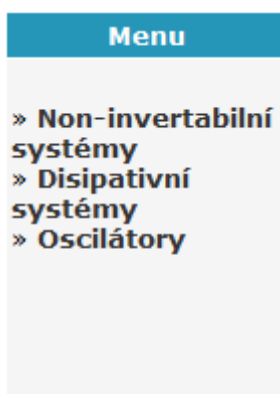 Menu
» Non-invertabilní
systémy
» Disipativní
systémy
» Oscilátory